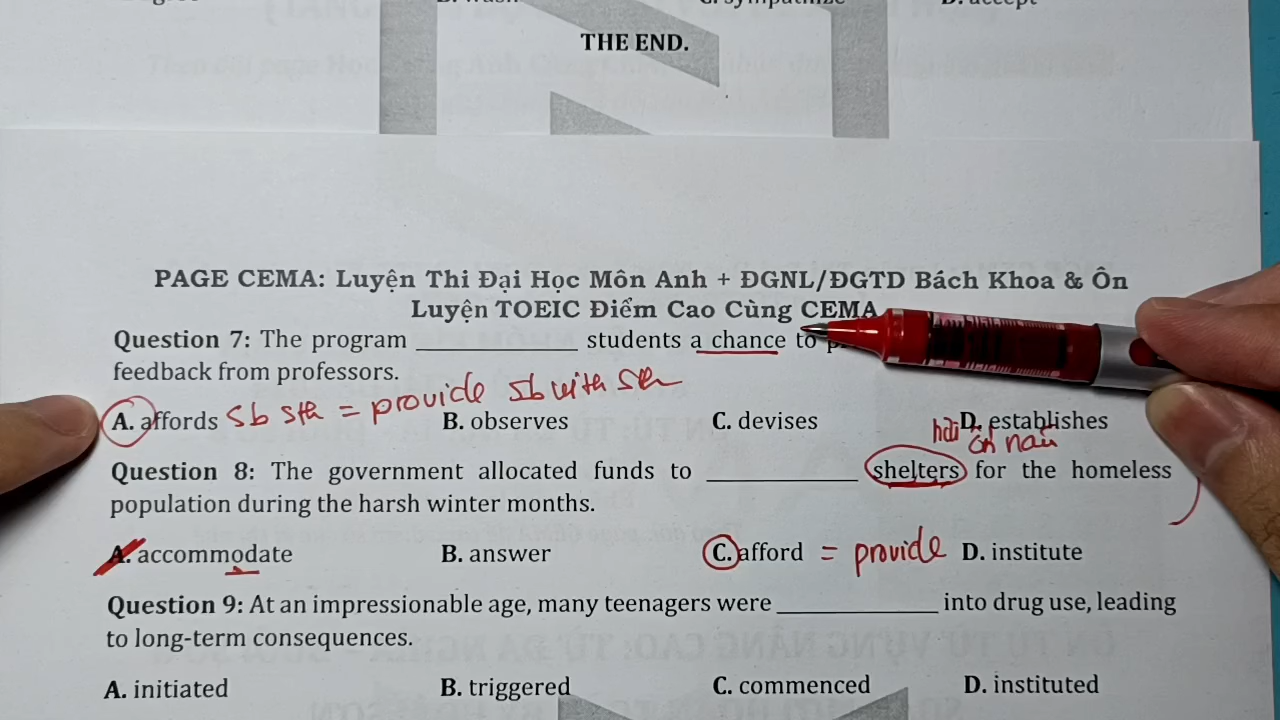 D. accept
THE END.
PAGE CEMA: Luyện Thi Đại Học Môn Anh + ĐGNL/ĐGTD Bách Khoa & Ôn
Luyện TOEIC Điểm Cao Cùng CEMA
Question 7: The program ____________ students a chance to
feedback from professors.
A. affords sb sth = provide sb with sth B. observes C. devises D. establishes
Question 8: The government allocated funds to ____________ shelters for the homeless
population during the harsh winter months.
A. accommodate B. answer C. afford = provide D. institute
Question 9: At an impressionable age, many teenagers were ____________ into drug use, leading
to long-term consequences.
A. initiated B. triggered C. commenced D. instituted